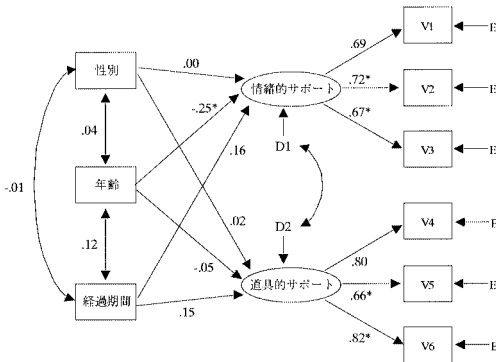 .69
V1
E
性別
.00
情緒的サポート
.72*
V2
E
.04
-.25*
.67*
V3
E
.16
D1
-.01
年齢
.02
D2
V4
E
.12
-.05
.80
経過期間
.15
道具的サポート
.66*
V5
E
.82*
V6
E